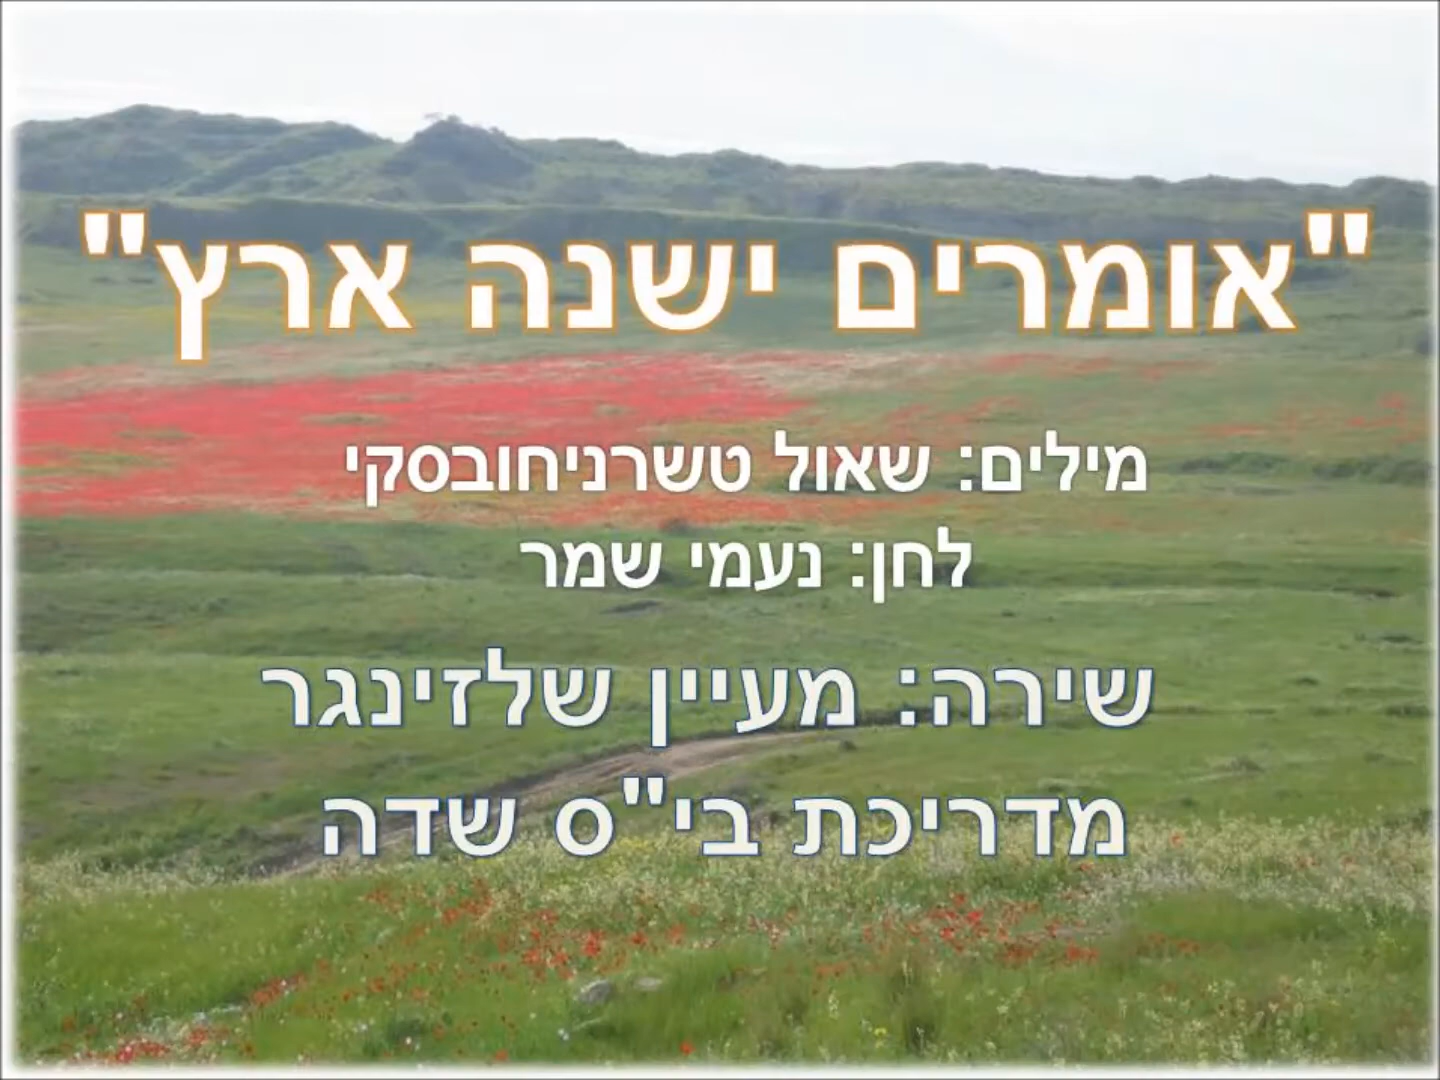 "אומרים ישנה ארץ"
מילים: שאול טשרניחובסקי
לחן: נעמי שמר
שירה: מעיין שלזינגר
מדריכת בי"ס שדה